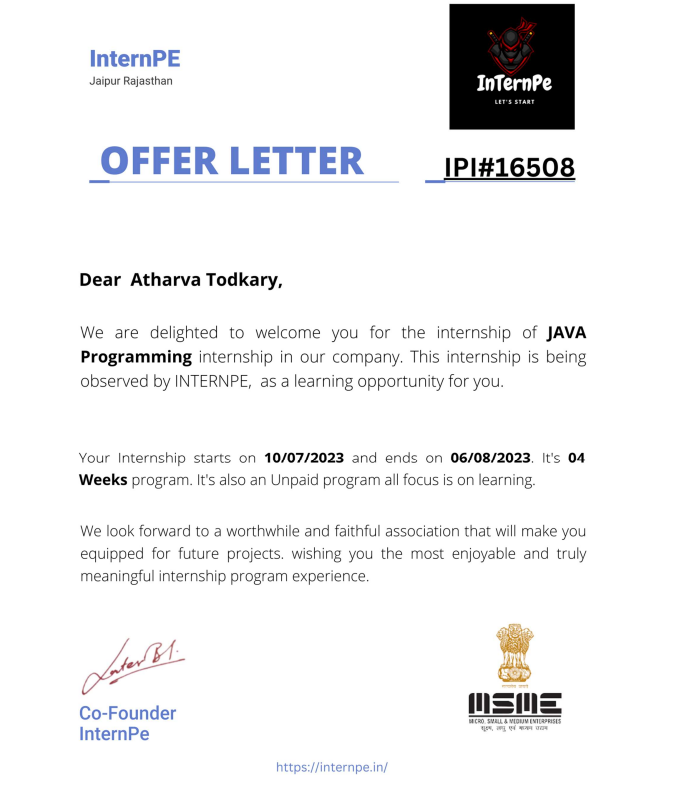 InternPE
Jaipur Rajasthan
InTernPe
LET'S START
OFFER LETTER
IPI#16508
Dear Atharva Todkary,
We are delighted to welcome you for the internship of JAVA
Programming internship in our company. This internship is being
observed by INTERNPE, as a learning opportunity for you.
Your Internship starts on 10/07/2023 and ends on 06/08/2023. It's 04
Weeks program. It's also an Unpaid program all focus is on learning.
We look forward to a worthwhile and faithful association that will make you
equipped for future projects. wishing you the most enjoyable and truly
meaningful internship program experience.
Co-Founder
InternPe
MSME
MICRO, SMALL & MEDIUM ENTERPRISES
सूक्ष्म, लघु एवं मध्यम उद्यम
https://internpe.in/